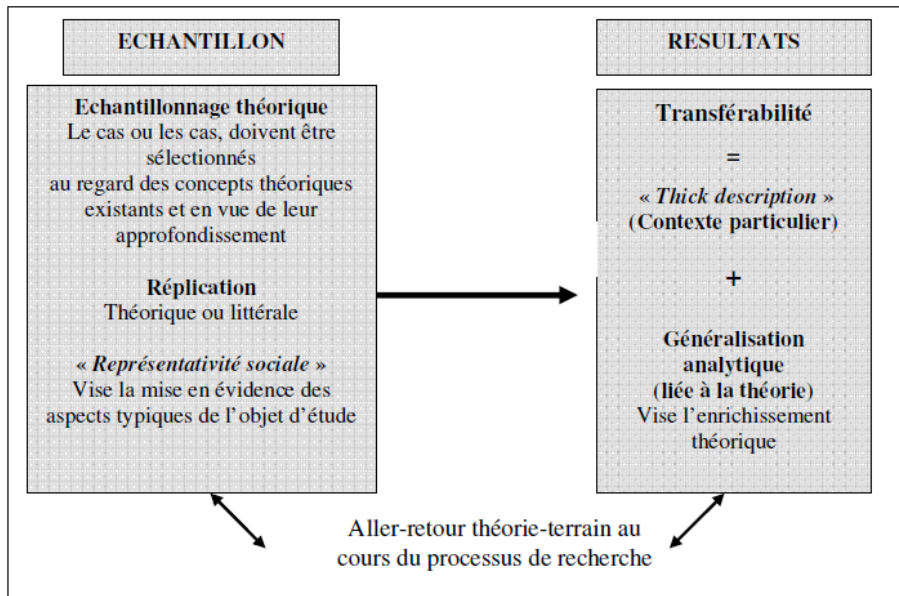 ECHANTILLON
Echantillonnage théorique
Le cas ou les cas, doivent être
sélectionnés
au regard des concepts théoriques
existants et en vue de leur
approfondissement
Réplication
Théorique ou littérale
« Représentativité sociale »
Vise la mise en évidence des
aspects typiques de l'objet d'étude
RESULTATS
Transférabilité
=
« Thick description »
(Contexte particulier)
+
Généralisation
analytique
(liée à la théorie)
Vise l'enrichissement
théorique
Aller-retour théorie-terrain au
cours du processus de recherche